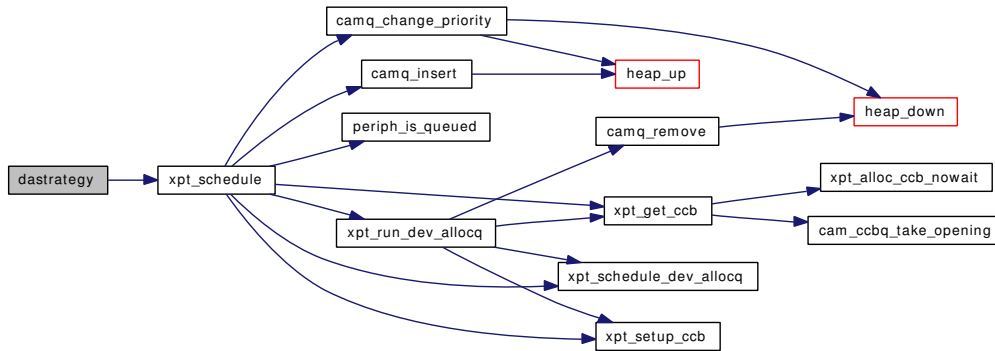 camq_change_priority
camq_insert
heap_up
heap_down
periph_is_queued
camq_remove
dastrategy
xpt_schedule
xpt_alloc_ccb_nowait
xpt_get_ccb
xpt_run_dev_allocq
cam_ccbq_take_opening
xpt_schedule_dev_allocq
xpt_setup_ccb